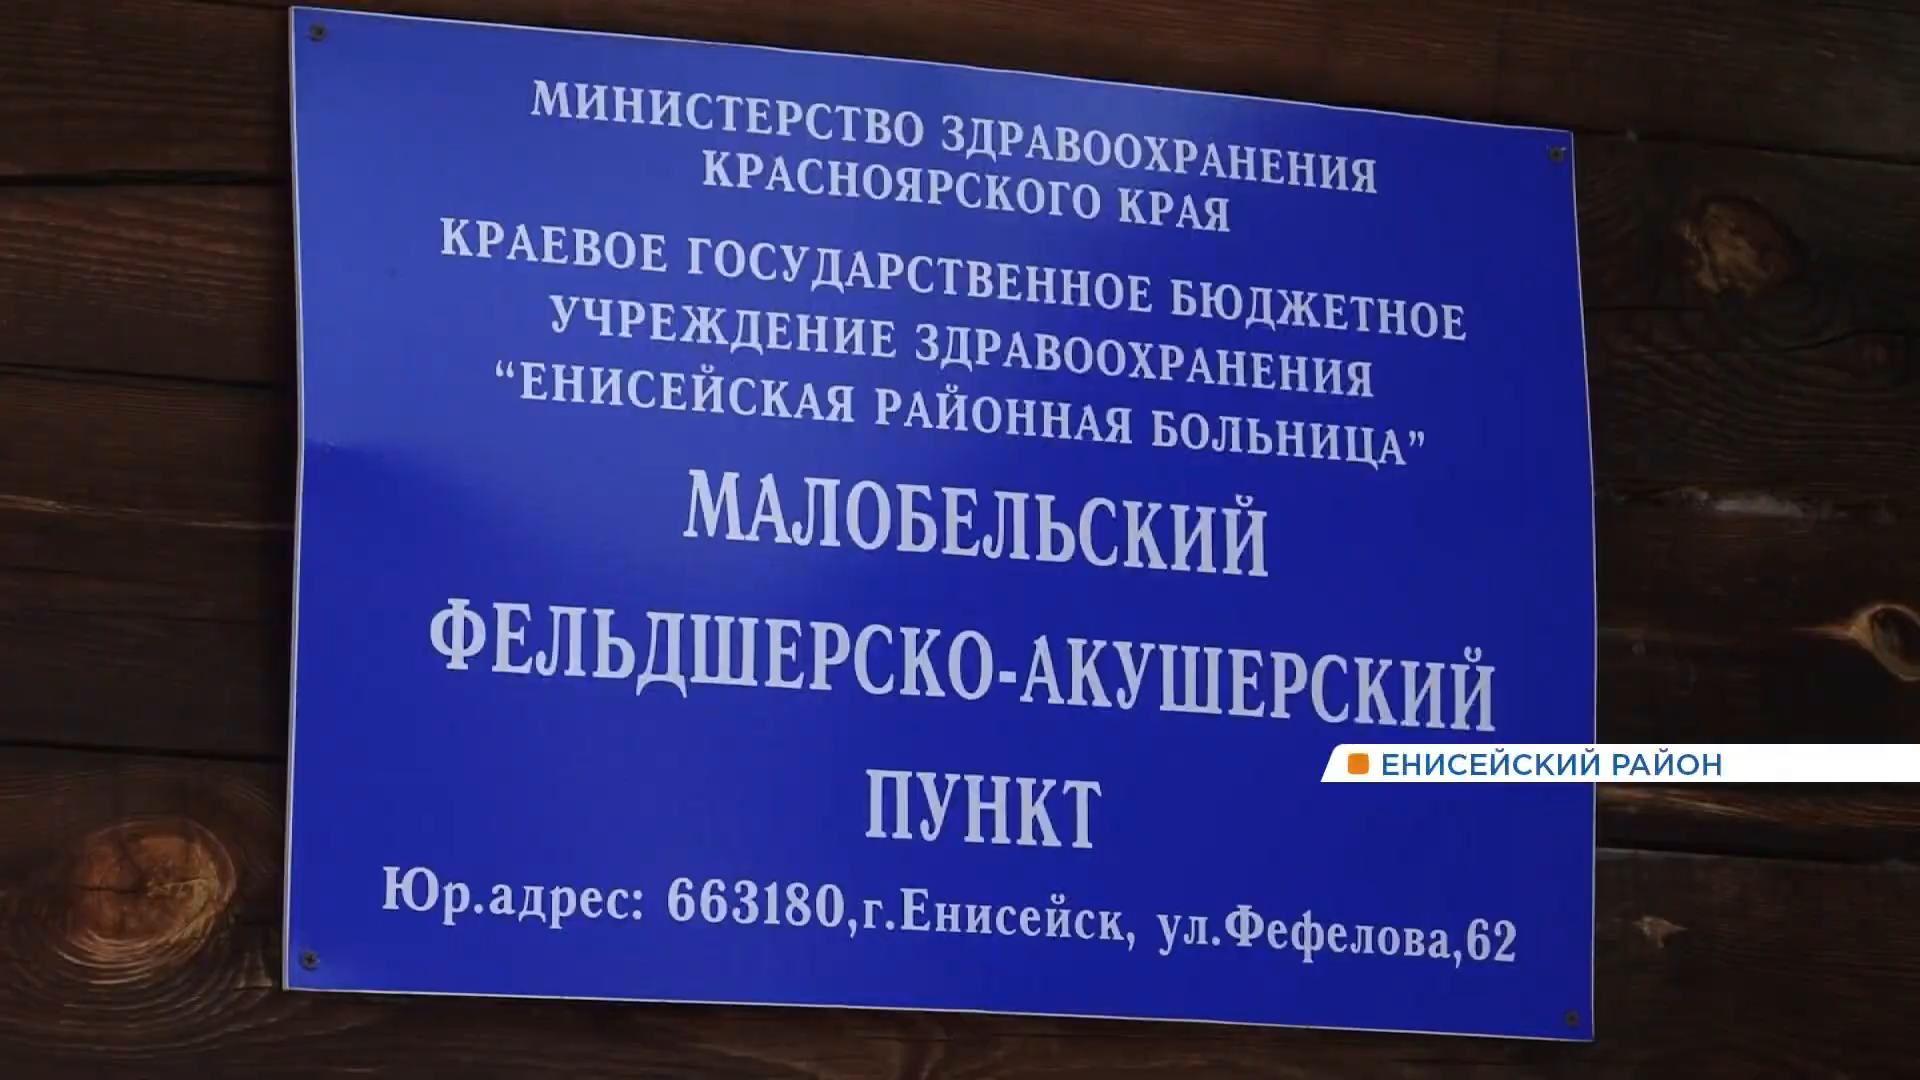 МИНИСТЕРСТВО ЗДРАВООХРАНЕНИЯ
КРАСНОЯРСКОГО КРАЯ
КРАЕВОЕ ГОСУДАРСТВЕННОЕ БЮДЖЕТНОЕ
УЧРЕЖДЕНИЕ ЗДРАВООХРАНЕНИЯ
“ЕНИСЕЙСКАЯ РАЙОННАЯ БОЛЬНИЦА”
МАЛОБЕЛЬСКИЙ
ФЕЛЬДШЕРСКО-АКУШЕРСКИЙ
ПУНКТ
Юр.адрес: 663180,г.Енисейск, ул.Фефелова,62
ЕНИСЕЙСКИЙ РАЙОН